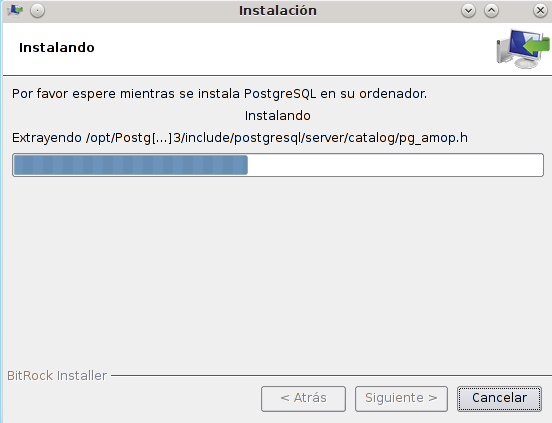 Instalación
Instalando
Por favor espere mientras se instala PostgreSQL en su ordenador.
Instalando
Extrayendo /opt/Postg[...]3/include/postgresql/server/catalog/pg_amop.h
BitRock Installer
< Atrás
Siguiente >
Cancelar